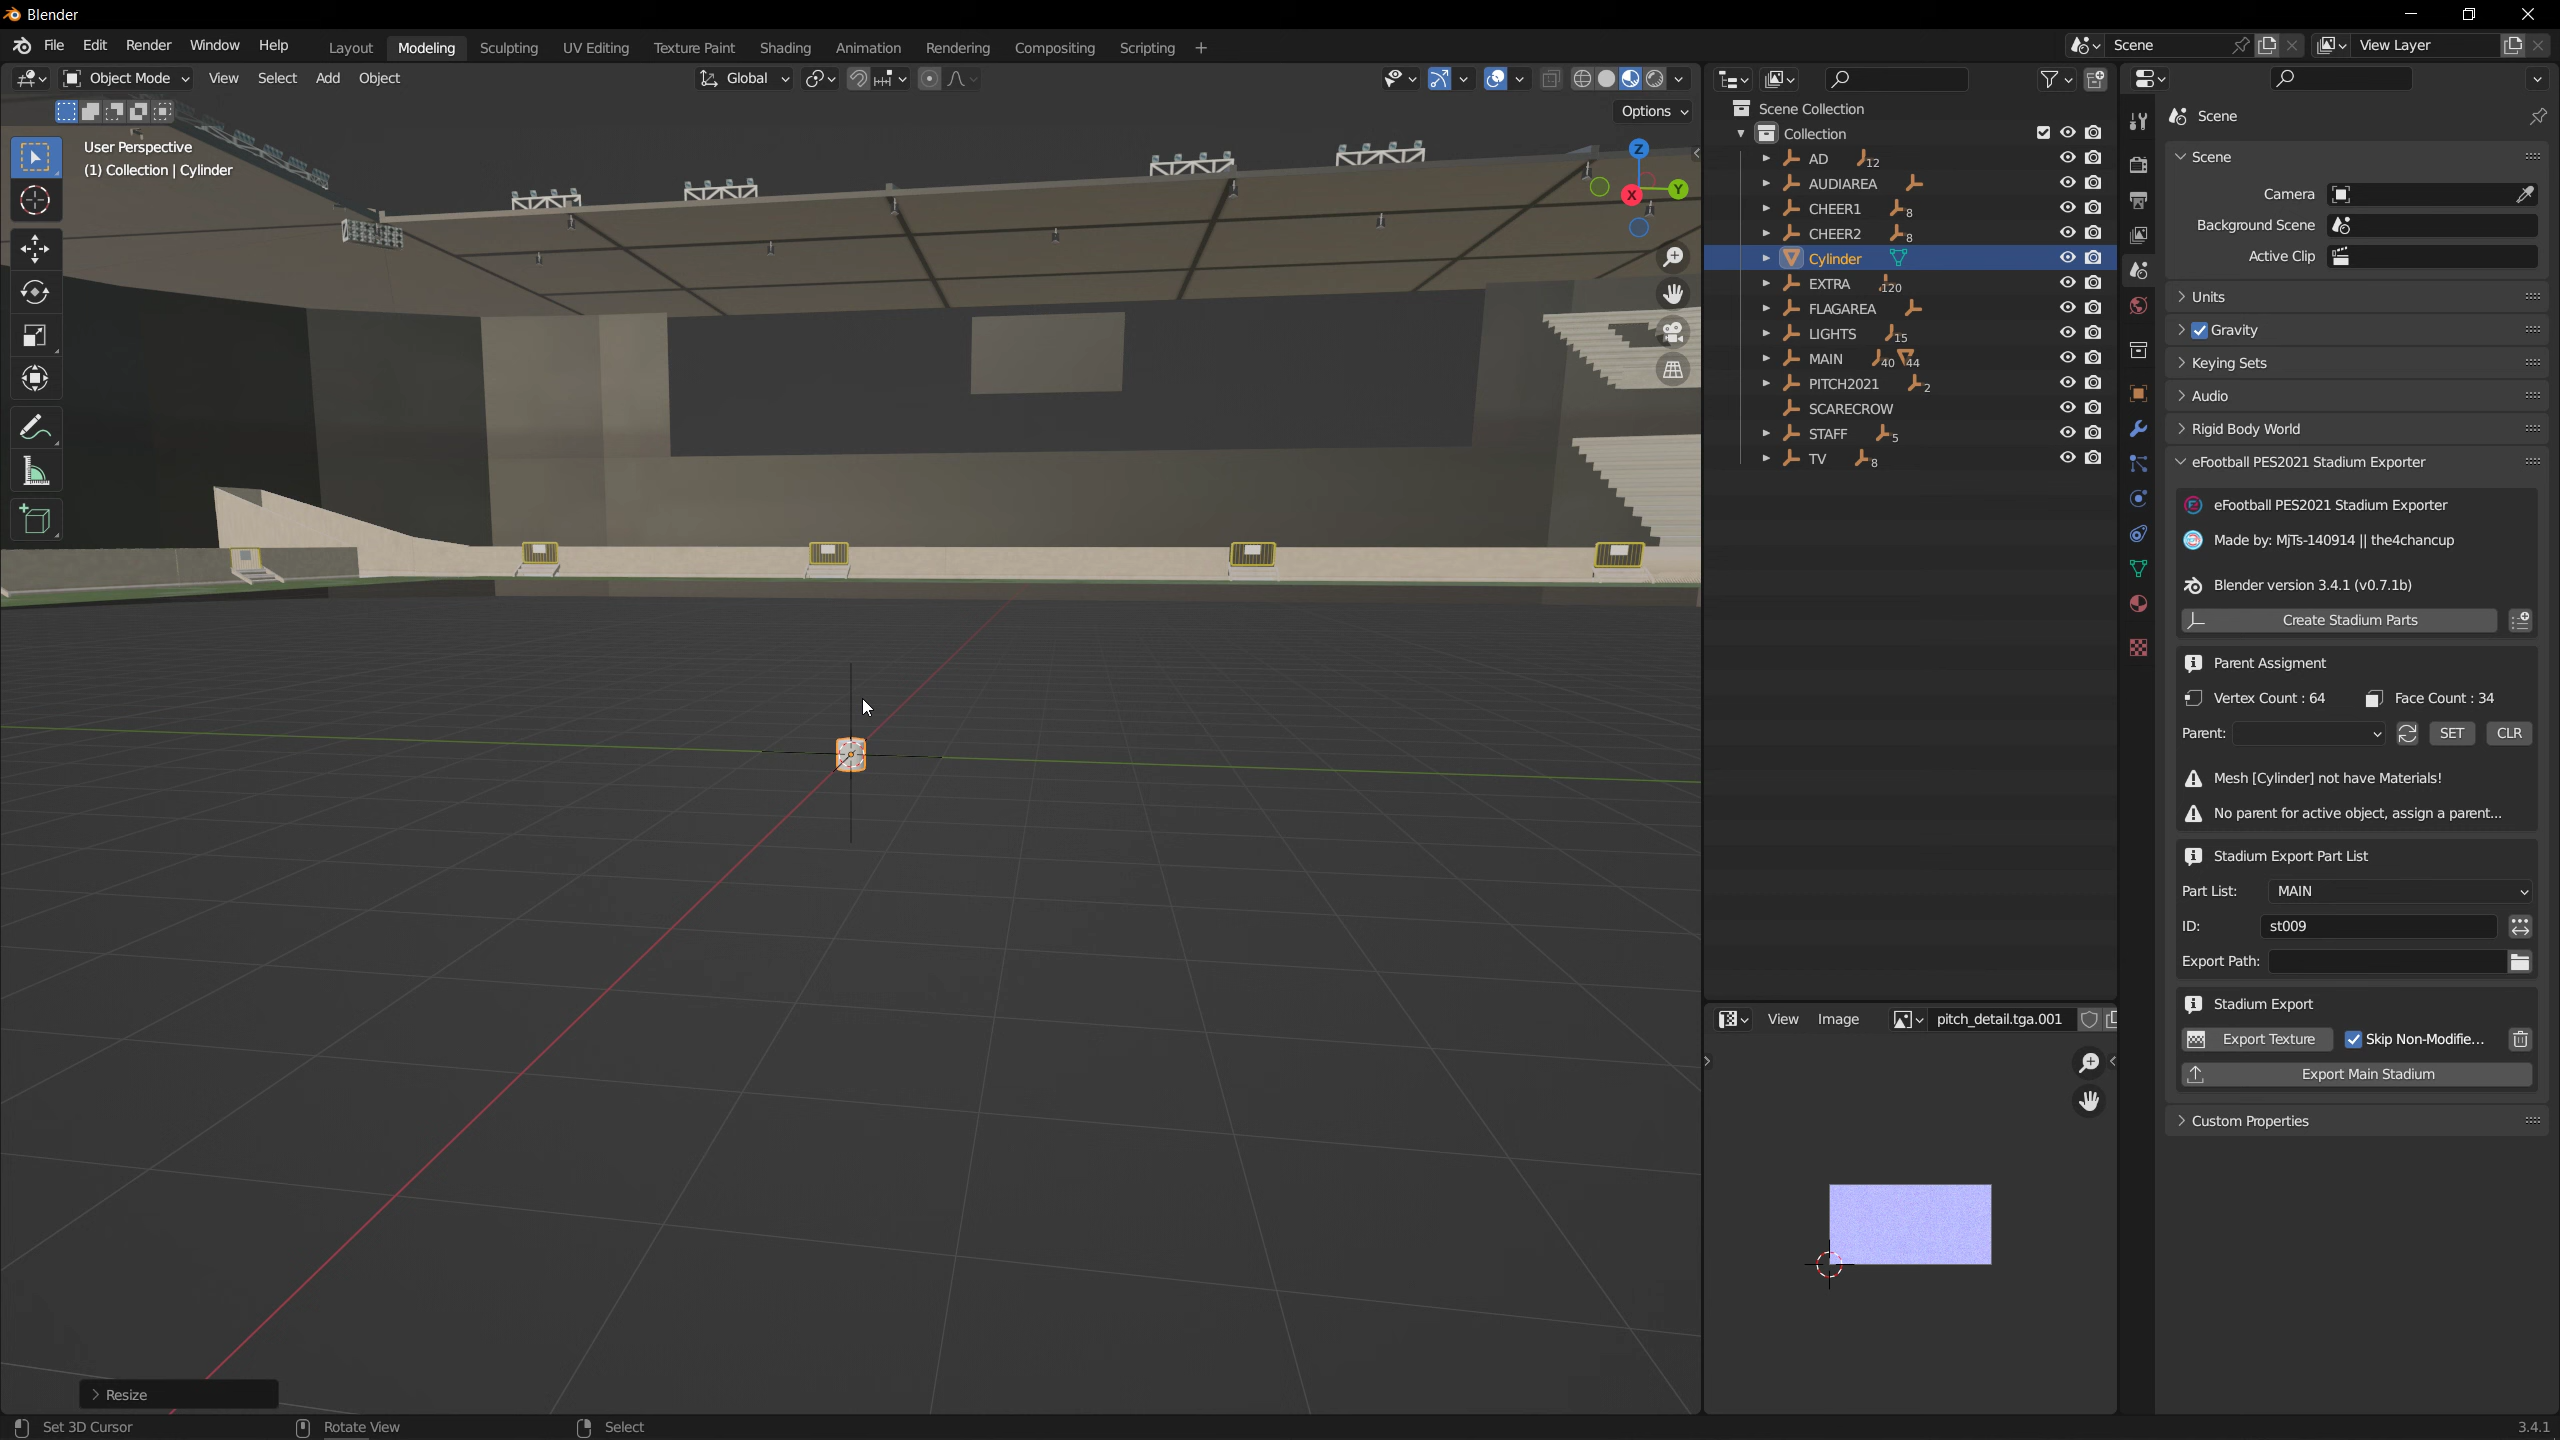 Blender
File Edit Render Window Help Layout Modeling Sculpting UV Editing Texture Paint Shading Animation Rendering Compositing Scripting + Scene View Layer
Object Mode View Select Add Object Global
Options
User Perspective
(1) Collection | Cylinder
Z
Y
X
Resize
Scene Collection
Collection
AD 12
AUDIAREA
CHEER1 8
CHEER2 8
Cylinder
EXTRA 120
FLAGAREA
LIGHTS 15
MAIN 40 44
PITCH2021 2
SCARECROW
STAFF 5
TV 8
View Image pitch_detail.tga.001
Scene
Scene
Camera
Background Scene
Active Clip
Units
Gravity
Keying Sets
Audio
Rigid Body World
eFootball PES2021 Stadium Exporter
eFootball PES2021 Stadium Exporter
Made by: MjTs-140914 || the4chancup
Blender version 3.4.1 (v0.7.1b)
Create Stadium Parts
Parent Assigment
Vertex Count : 64 Face Count : 34
Parent: SET CLR
Mesh [Cylinder] not have Materials!
No parent for active object, assign a parent...
Stadium Export Part List
Part List: MAIN
ID: st009
Export Path:
Stadium Export
Export Texture Skip Non-Modifie...
Export Main Stadium
Custom Properties
Set 3D Cursor Rotate View Select 3.4.1